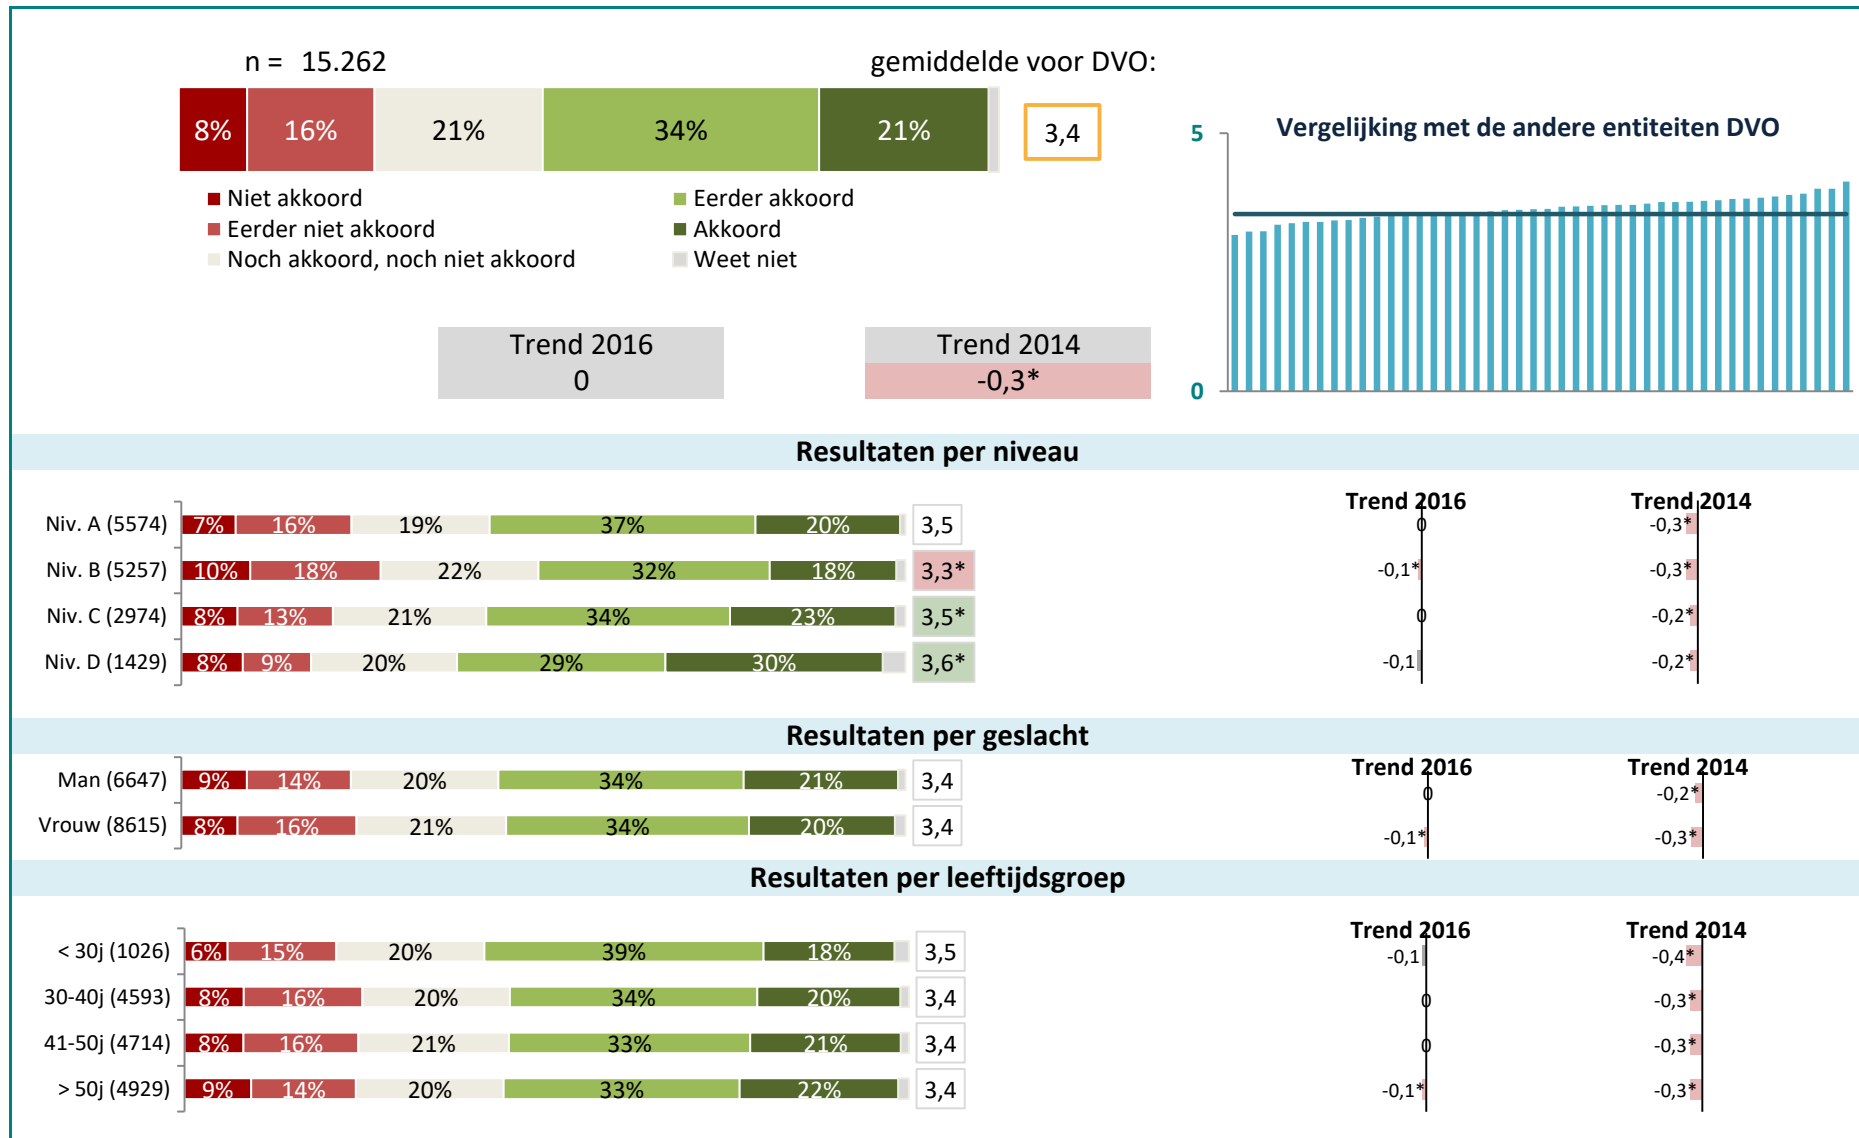 n = 15.262
gemiddelde voor DVO:
8% 16% 21% 34% 21% 3,4
Niet akkoord
Eerder akkoord
Eerder niet akkoord
Akkoord
Noch akkoord, noch niet akkoord
Weet niet
Vergelijking met de andere entiteiten DVO
5
0
Trend 2016
0
Trend 2014
-0,3*
Resultaten per niveau
Trend 2016 Trend 2014
Niv. A (5574) 7% 16% 19% 37% 20% 3,5 0 -0,3*
Niv. B (5257) 10% 18% 22% 32% 18% 3,3* -0,1* -0,3*
Niv. C (2974) 8% 13% 21% 34% 23% 3,5* 0 -0,2*
Niv. D (1429) 8% 9% 20% 29% 30% 3,6* -0,1 -0,2*
Resultaten per geslacht
Trend 2016 Trend 2014
Man (6647) 9% 14% 20% 34% 21% 3,4 0 -0,2*
Vrouw (8615) 8% 16% 21% 34% 20% 3,4 -0,1* -0,3*
Resultaten per leeftijdsgroep
Trend 2016 Trend 2014
< 30j (1026) 6% 15% 20% 39% 18% 3,5 -0,1 -0,4*
30-40j (4593) 8% 16% 20% 34% 20% 3,4 0 -0,3*
41-50j (4714) 8% 16% 21% 33% 21% 3,4 0 -0,3*
> 50j (4929) 9% 14% 20% 33% 22% 3,4 -0,1* -0,3*